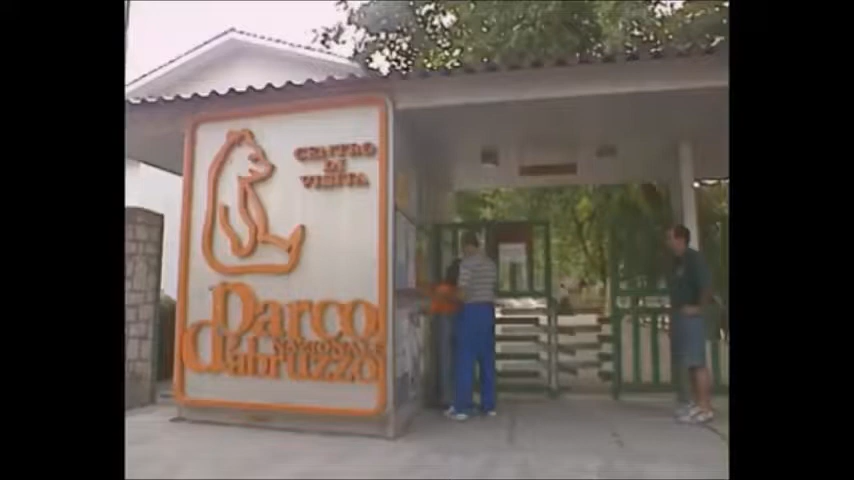 CENTRO
DI
VISITA
Parco
NAZIONALE
d'abruzzo